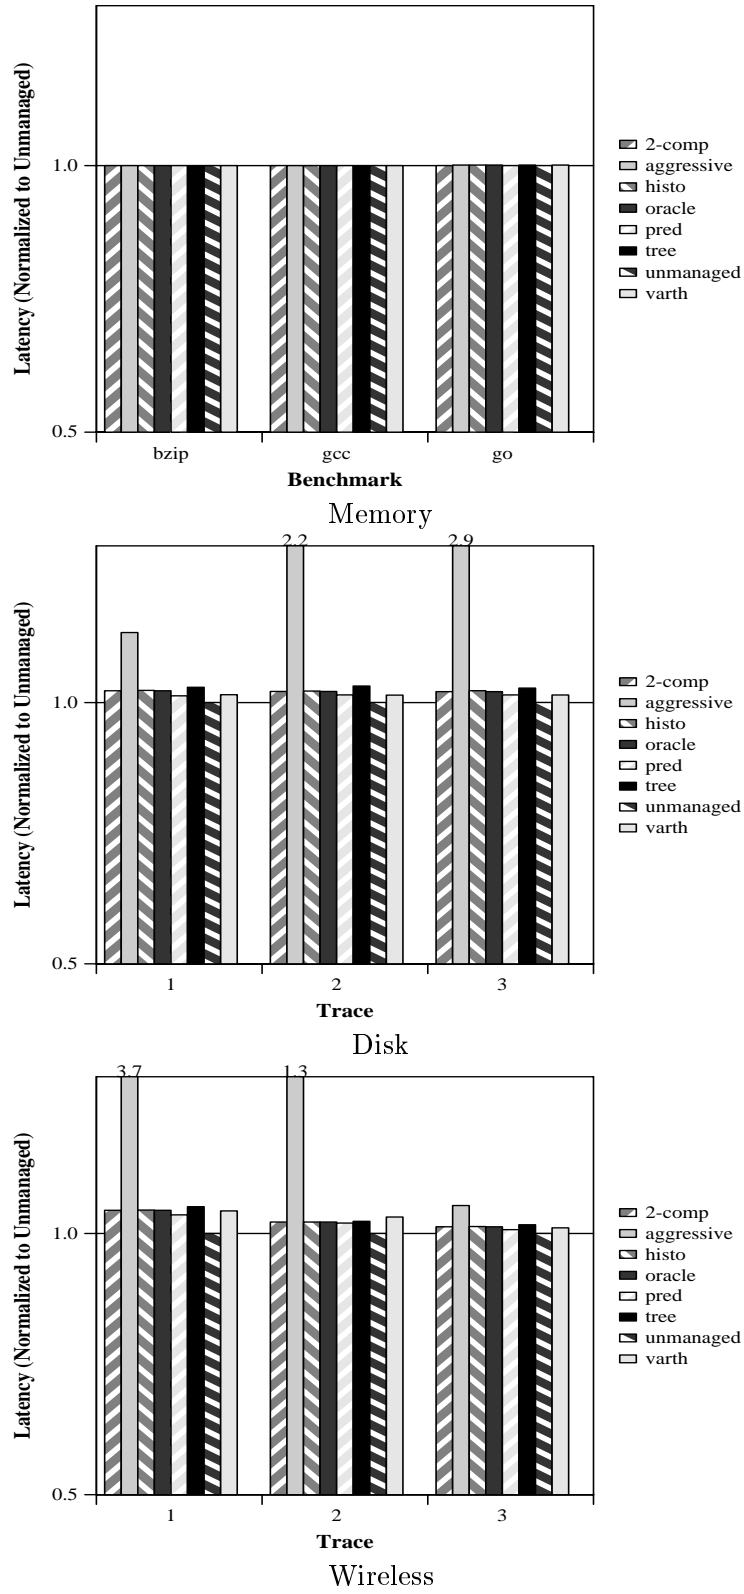 Latency (Normalized to Unmanaged)
1.0
0.5
bzip
gcc
go
Benchmark
2-comp
aggressive
histo
oracle
pred
tree
unmanaged
varth
Memory
Latency (Normalized to Unmanaged)
2.2
2.9
1.0
0.5
1
2
3
Trace
2-comp
aggressive
histo
oracle
pred
tree
unmanaged
varth
Disk
Latency (Normalized to Unmanaged)
3.7
1.3
1.0
0.5
1
2
3
Trace
2-comp
aggressive
histo
oracle
pred
tree
unmanaged
varth
Wireless